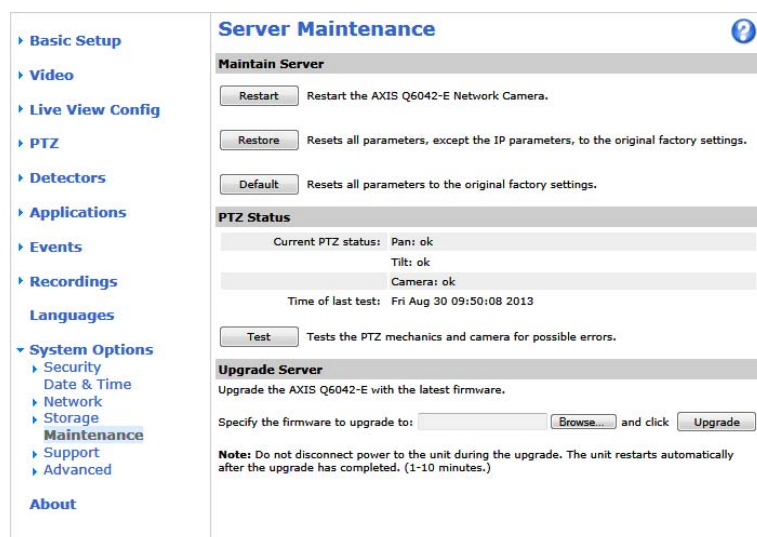 Basic Setup
Video
Live View Config
PTZ
Detectors
Applications
Events
Recordings
Languages
System Options
Security
Date & Time
Network
Storage
Maintenance
Support
Advanced
About
Server Maintenance
?
Maintain Server
Restart Restart the AXIS Q6042-E Network Camera.
Restore Resets all parameters, except the IP parameters, to the original factory settings.
Default Resets all parameters to the original factory settings.
PTZ Status
Current PTZ status: Pan: ok
Tilt: ok
Camera: ok
Time of last test: Fri Aug 30 09:50:08 2013
Test Tests the PTZ mechanics and camera for possible errors.
Upgrade Server
Upgrade the AXIS Q6042-E with the latest firmware.
Specify the firmware to upgrade to: Browse... and click Upgrade
Note: Do not disconnect power to the unit during the upgrade. The unit restarts automatically
after the upgrade has completed. (1-10 minutes.)